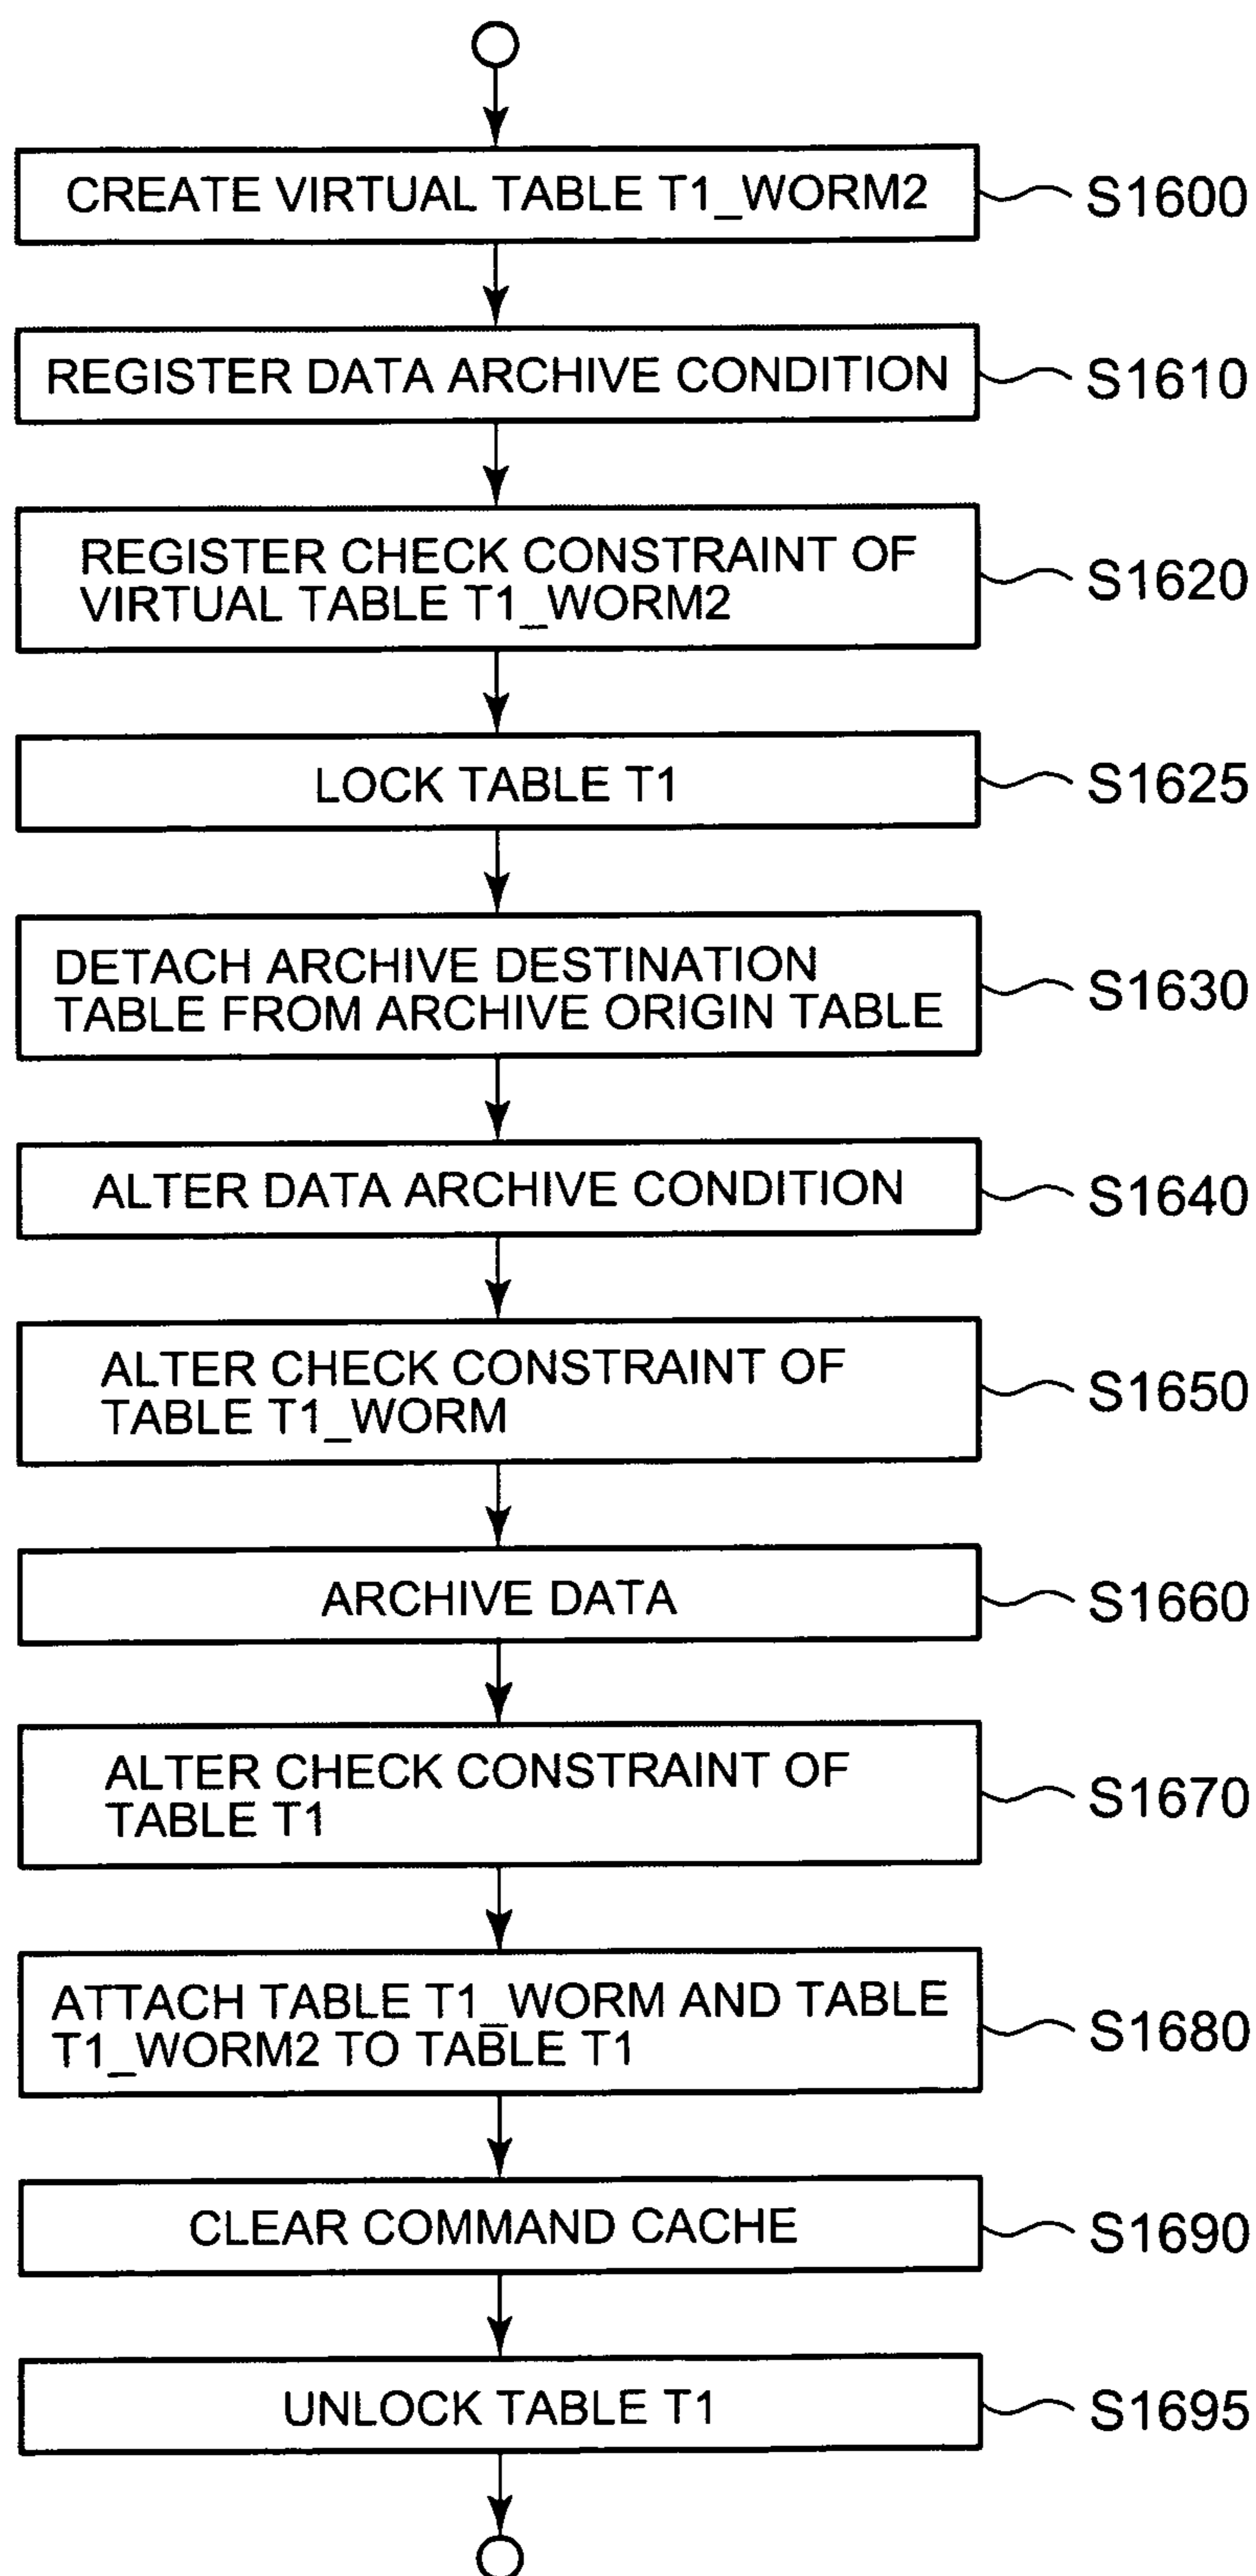 CREATE VIRTUAL TABLE T1_WORM2
S1600
REGISTER DATA ARCHIVE CONDITION
S1610
REGISTER CHECK CONSTRAINT OF
VIRTUAL TABLE T1_WORM2
S1620
LOCK TABLE T1
S1625
DETACH ARCHIVE DESTINATION
TABLE FROM ARCHIVE ORIGIN TABLE
S1630
ALTER DATA ARCHIVE CONDITION
S1640
ALTER CHECK CONSTRAINT OF
TABLE T1_WORM
S1650
ARCHIVE DATA
S1660
ALTER CHECK CONSTRAINT OF
TABLE T1
S1670
ATTACH TABLE T1_WORM AND TABLE
T1_WORM2 TO TABLE T1
S1680
CLEAR COMMAND CACHE
S1690
UNLOCK TABLE T1
S1695